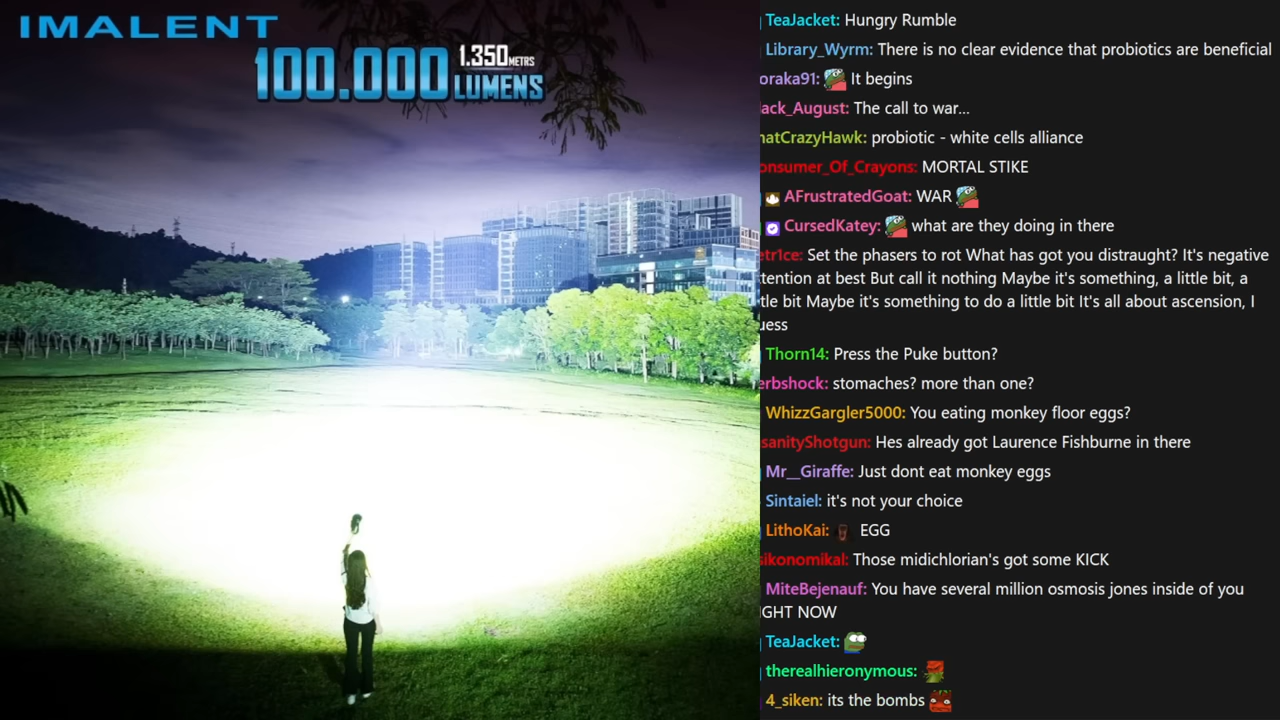 IMALENT
100.000 LUMENS
1.350 METRS
TeaJacket: Hungry Rumble
Library_Wyrm: There is no clear evidence that probiotics are beneficial
oraka91: It begins
lack_August: The call to war...
hatCrazyHawk: probiotic - white cells alliance
onsumer_Of_Crayons: MORTAL STIKE
AFrustratedGoat: WAR
CursedKatey: what are they doing in there
etr1ce: Set the phasers to rot What has got you distraught? It's negative
tention at best But call it nothing Maybe it's something, a little bit, a
tle bit Maybe it's something to do a little bit It's all about ascension, I
uess
Thorn14: Press the Puke button?
erbshock: stomaches? more than one?
WhizzGargler5000: You eating monkey floor eggs?
sanityShotgun: Hes already got Laurence Fishburne in there
Mr__Giraffe: Just dont eat monkey eggs
Sintaiel: it's not your choice
LithoKai: EGG
sikonomikal: Those midichlorian's got some KICK
MiteBejenauf: You have several million osmosis jones inside of you
IGHT NOW
TeaJacket:
therealhieronymous:
4_siken: its the bombs